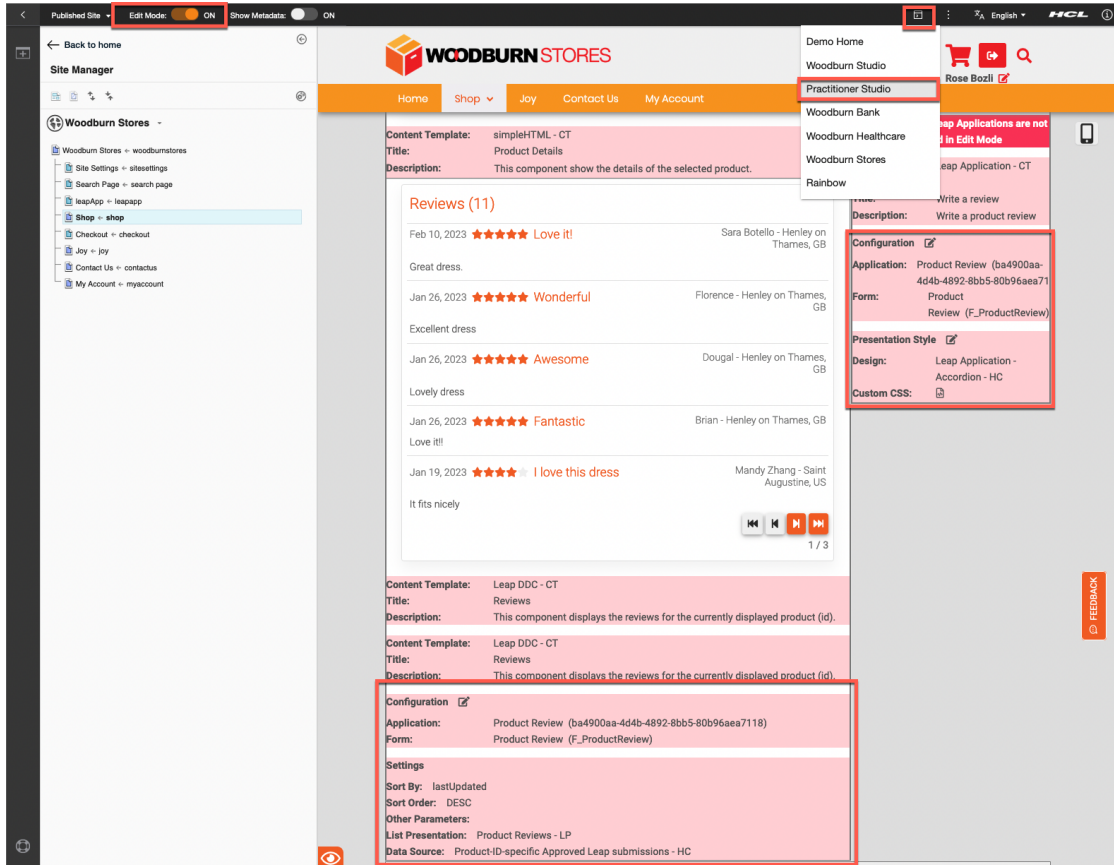 Published Site
Edit Mode: ON
Show Metadata: ON
English
HCL
Back to home
Site Manager
Woodburn Stores
Woodburn Stores ← woodburnstores
Site Settings ← sitesettings
Search Page ← search page
leapApp ← leapapp
Shop ← shop
Checkout ← checkout
Joy ← joy
Contact Us ← contactus
My Account ← myaccount
WOODBURN STORES
Rose Bozli
Home Shop Joy Contact Us My Account
Demo Home
Woodburn Studio
Practitioner Studio
Woodburn Bank
Woodburn Healthcare
Woodburn Stores
Rainbow
Content Template: simpleHTML - CT
Title: Product Details
Description: This component show the details of the selected product.
Reviews (11)
Feb 10, 2023 Love it!
Sara Botello - Henley on
Thames, GB
Great dress.
Jan 26, 2023 Wonderful
Florence - Henley on Thames,
GB
Excellent dress
Jan 26, 2023 Awesome
Dougal - Henley on Thames,
GB
Lovely dress
Jan 26, 2023 Fantastic
Brian - Henley on Thames, GB
Love it!!
Jan 19, 2023 I love this dress
Mandy Zhang - Saint
Augustine, US
It fits nicely
1 / 3
Applications are not
in Edit Mode
Leap Application - CT
Title: Write a review
Description: Write a product review
Configuration
Application: Product Review (ba4900aa-
4d4b-4892-8bb5-80b96aea71
Form: Product
Review (F_ProductReview)
Presentation Style
Design: Leap Application -
Accordion - HC
Custom CSS:
FEEDBACK
Content Template: Leap DDC - CT
Title: Reviews
Description: This component displays the reviews for the currently displayed product (id).
Content Template: Leap DDC - CT
Title: Reviews
Description: This component displays the reviews for the currently displayed product (id).
Configuration
Application: Product Review (ba4900aa-4d4b-4892-8bb5-80b96aea7118)
Form: Product Review (F_ProductReview)
Settings
Sort By: lastUpdated
Sort Order: DESC
Other Parameters:
List Presentation: Product Reviews - LP
Data Source: Product-ID-specific Approved Leap submissions - HC